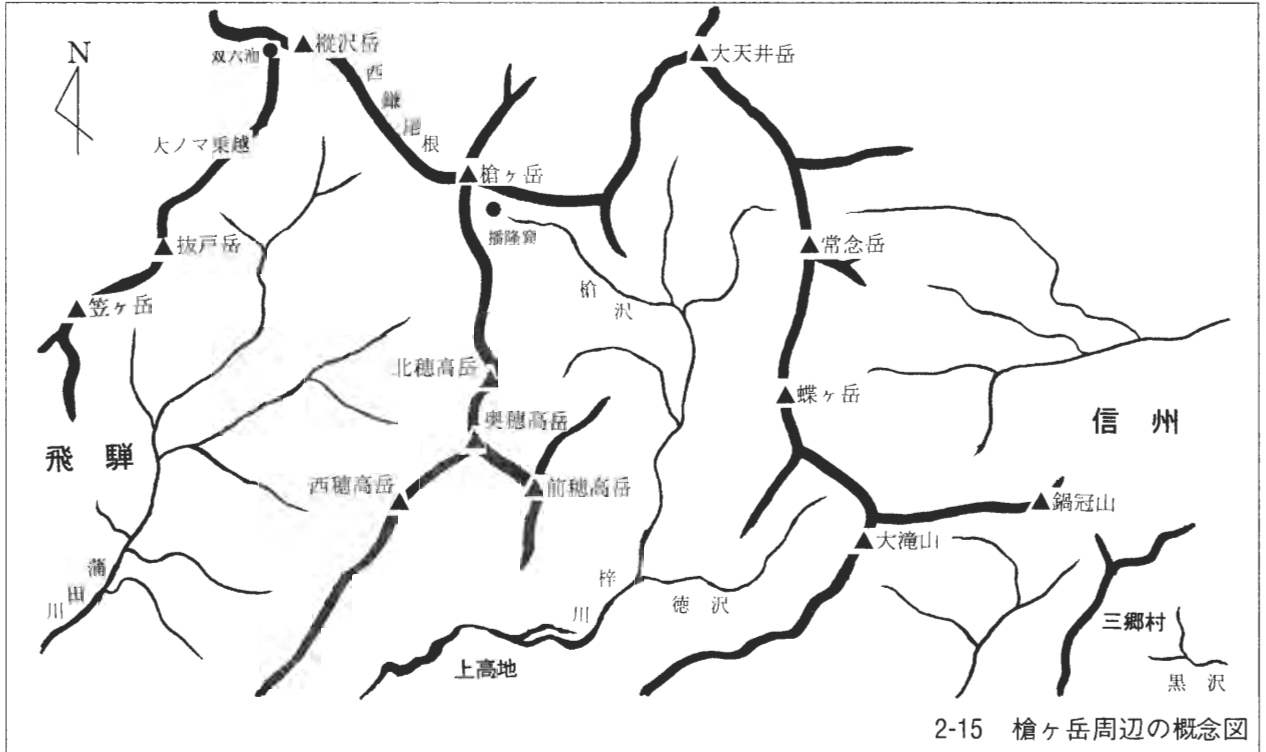 N
双六池
樅沢岳
西鎌尾根
大天井岳
大ノマ乗越
槍ヶ岳
播隆窟
抜戸岳
常念岳
槍沢
笠ヶ岳
北穂高岳
蝶ヶ岳
奥穂高岳
信州
飛騨
西穂高岳
前穂高岳
鍋冠山
大滝山
蒲田川
梓川
徳沢
三郷村
上高地
黒沢
2-15 槍ヶ岳周辺の概念図